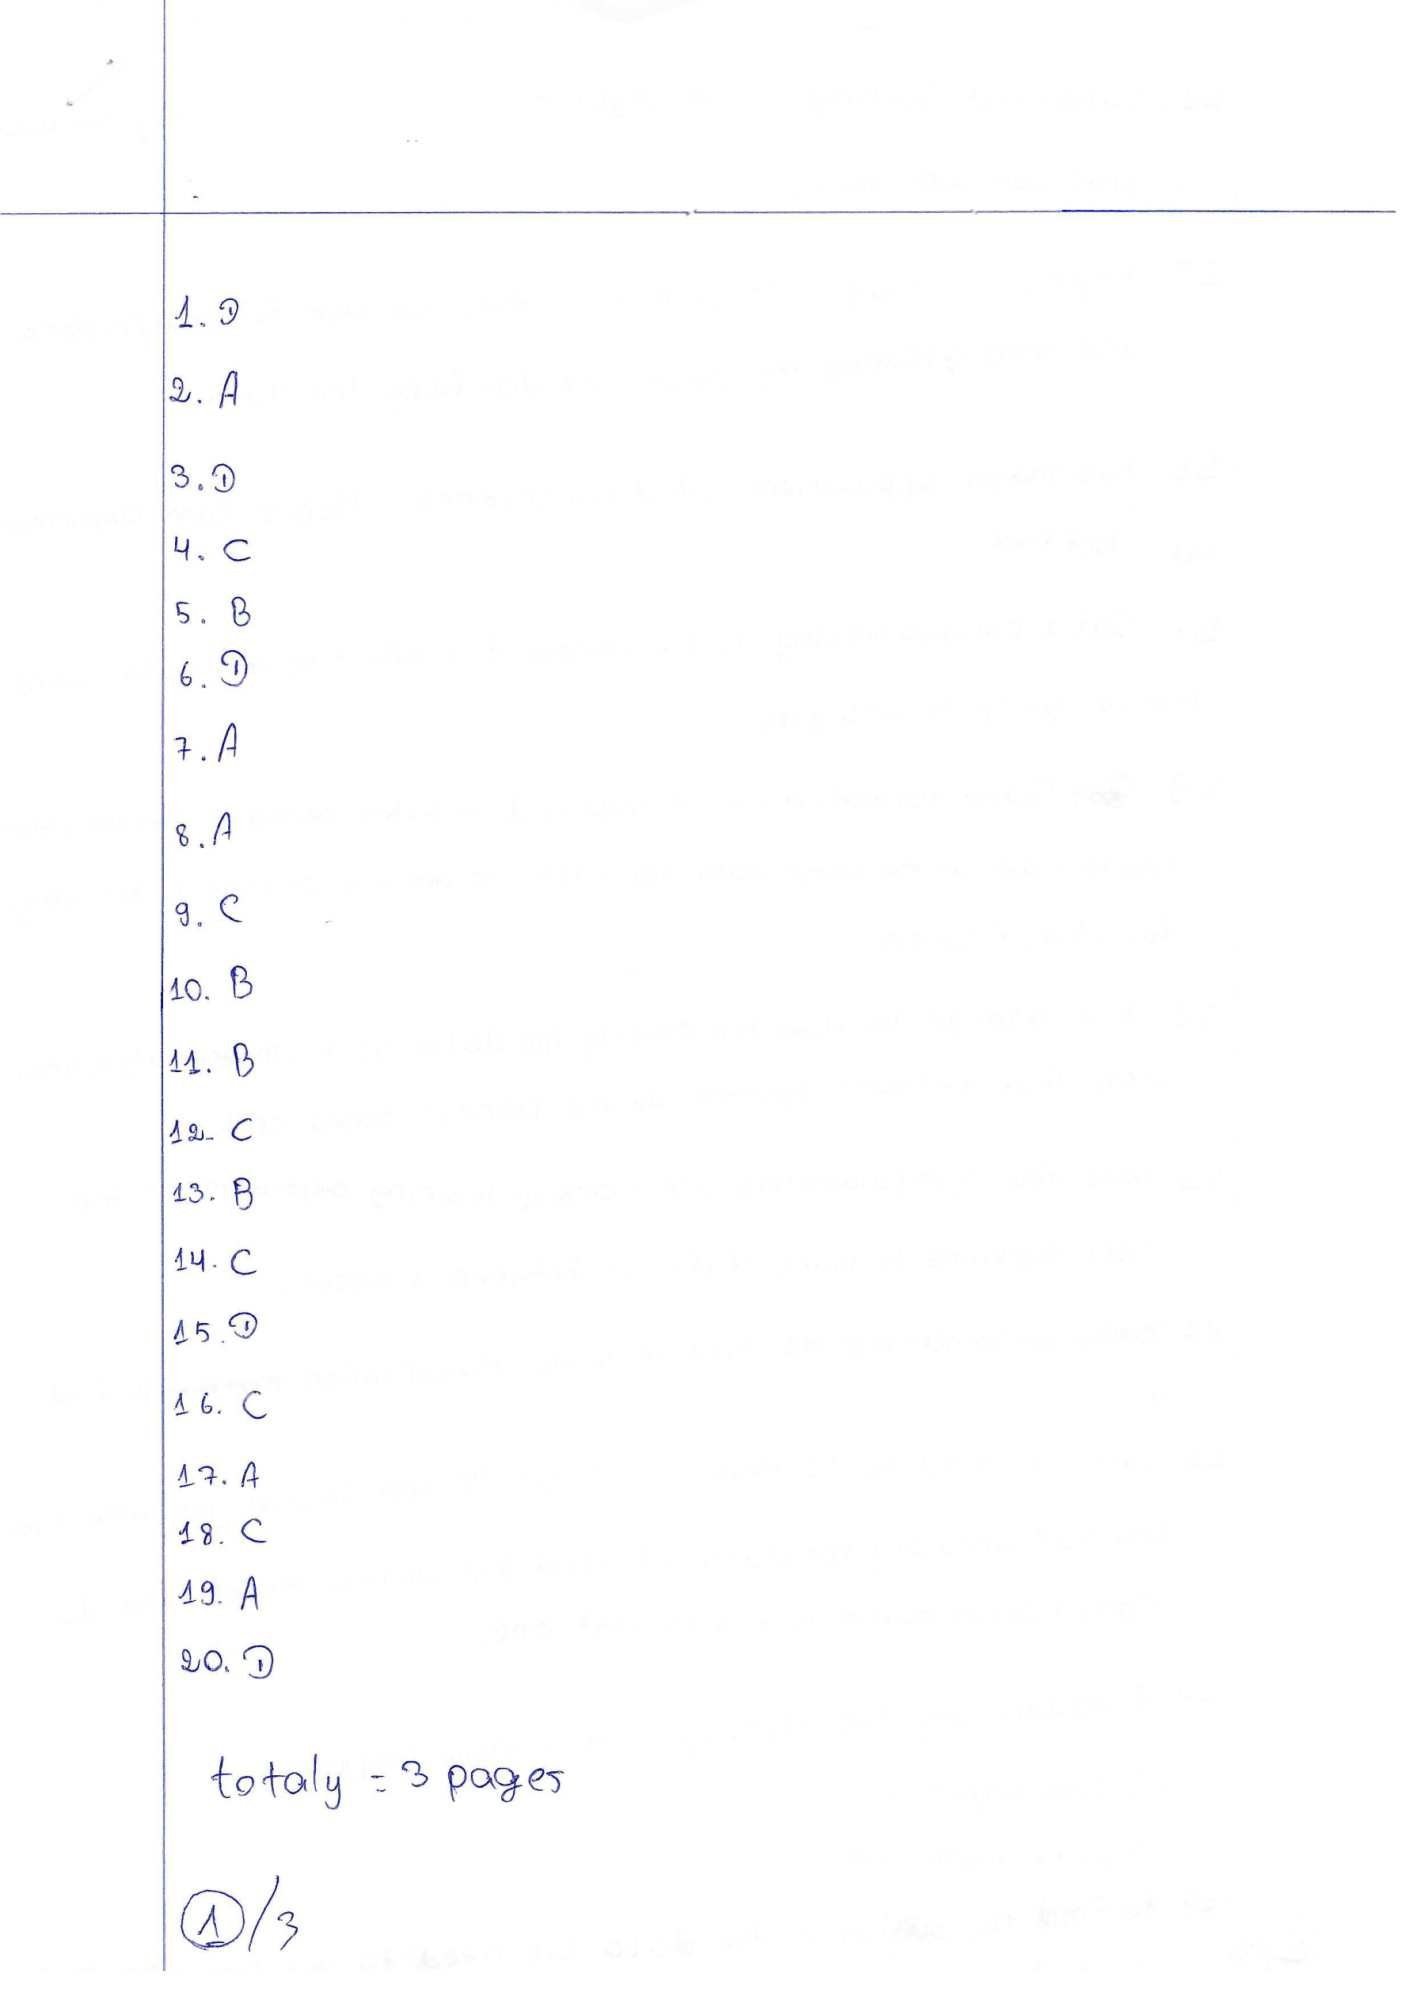 1. D
2. A
3. D
4. C
5. B
6. D
7. A
8. A
9. C
10. B
11. B
12. C
13. B
14. C
15. D
16. C
17. A
18. C
19. A
20. D
totaly = 3 pages
1/3